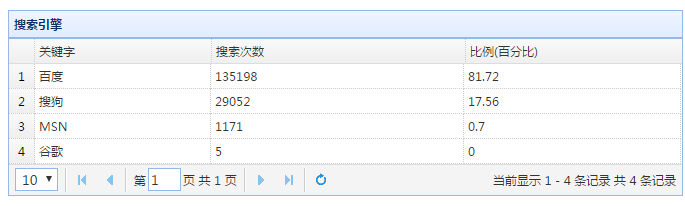 搜索引擎
关键字 搜索次数 比例(百分比)
1 百度 135198 81.72
2 搜狗 29052 17.56
3 MSN 1171 0.7
4 谷歌 5 0
10 第 1 页 共 1 页 当前显示 1 - 4 条记录 共 4 条记录